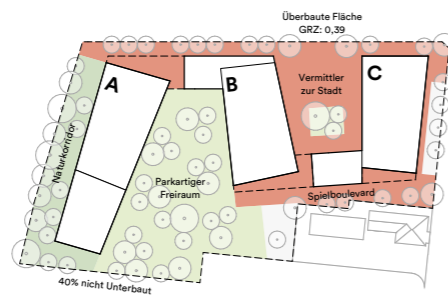 Überbaute Fläche
GRZ: 0,39
A
B
C
Vermittler
zur Stadt
Naturkorridor
Parkartiger
Freiraum
Spielboulevard
40% nicht Unterbaut